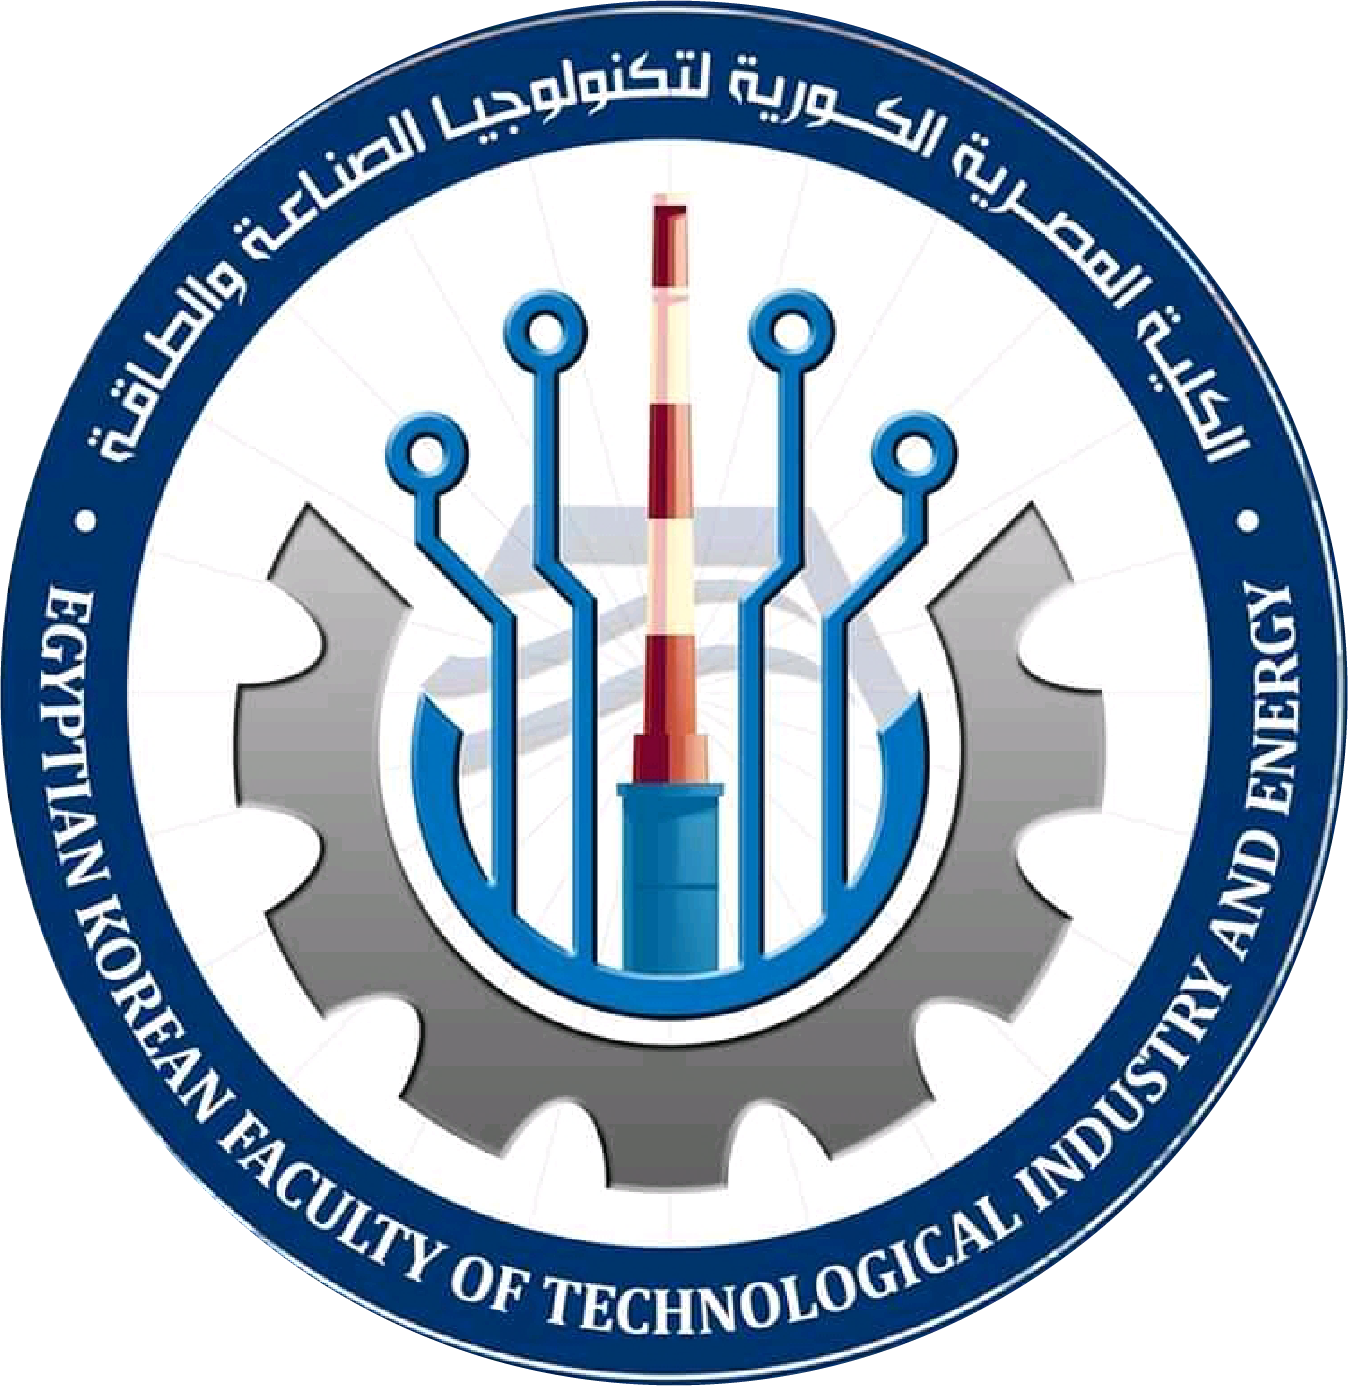 الكلية المصرية الكورية لتكنولوجيا الصناعة والطاقة
EGYPTIAN KOREAN FACULTY OF TECHNOLOGICAL INDUSTRY AND ENERGY